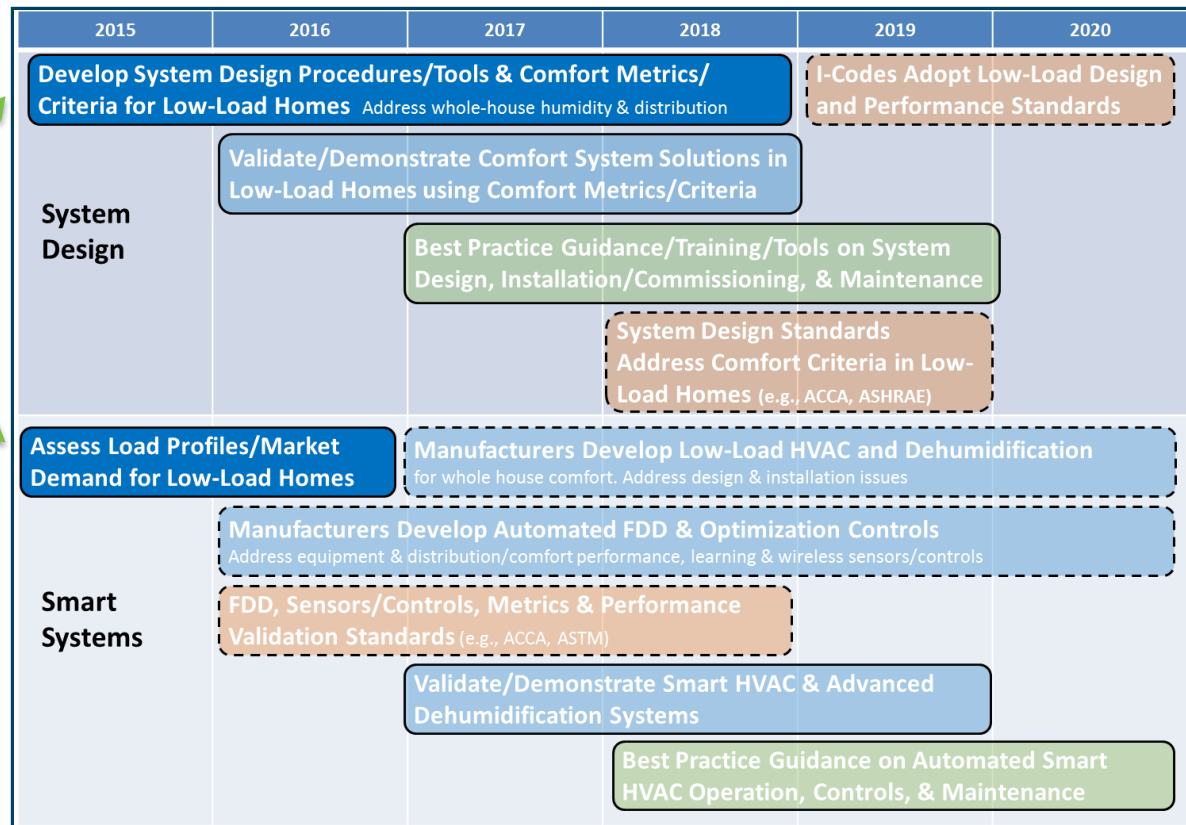 2015 2016 2017 2018 2019 2020
Develop System Design Procedures/Tools & Comfort Metrics/
Criteria for Low-Load Homes Address whole-house humidity & distribution
I-Codes Adopt Low-Load Design
and Performance Standards
Validate/Demonstrate Comfort System Solutions in
Low-Load Homes using Comfort Metrics/Criteria
System
Design
Best Practice Guidance/Training/Tools on System
Design, Installation/Commissioning, & Maintenance
System Design Standards
Address Comfort Criteria in Low-
Load Homes (e.g., ACCA, ASHRAE)
Assess Load Profiles/Market
Demand for Low-Load Homes
Manufacturers Develop Low-Load HVAC and Dehumidification
for whole house comfort. Address design & installation issues
Manufacturers Develop Automated FDD & Optimization Controls
Address equipment & distribution/comfort performance, learning & wireless sensors/controls
Smart
Systems
FDD, Sensors/Controls, Metrics & Performance
Validation Standards (e.g., ACCA, ASTM)
Validate/Demonstrate Smart HVAC & Advanced
Dehumidification Systems
Best Practice Guidance on Automated Smart
HVAC Operation, Controls, & Maintenance